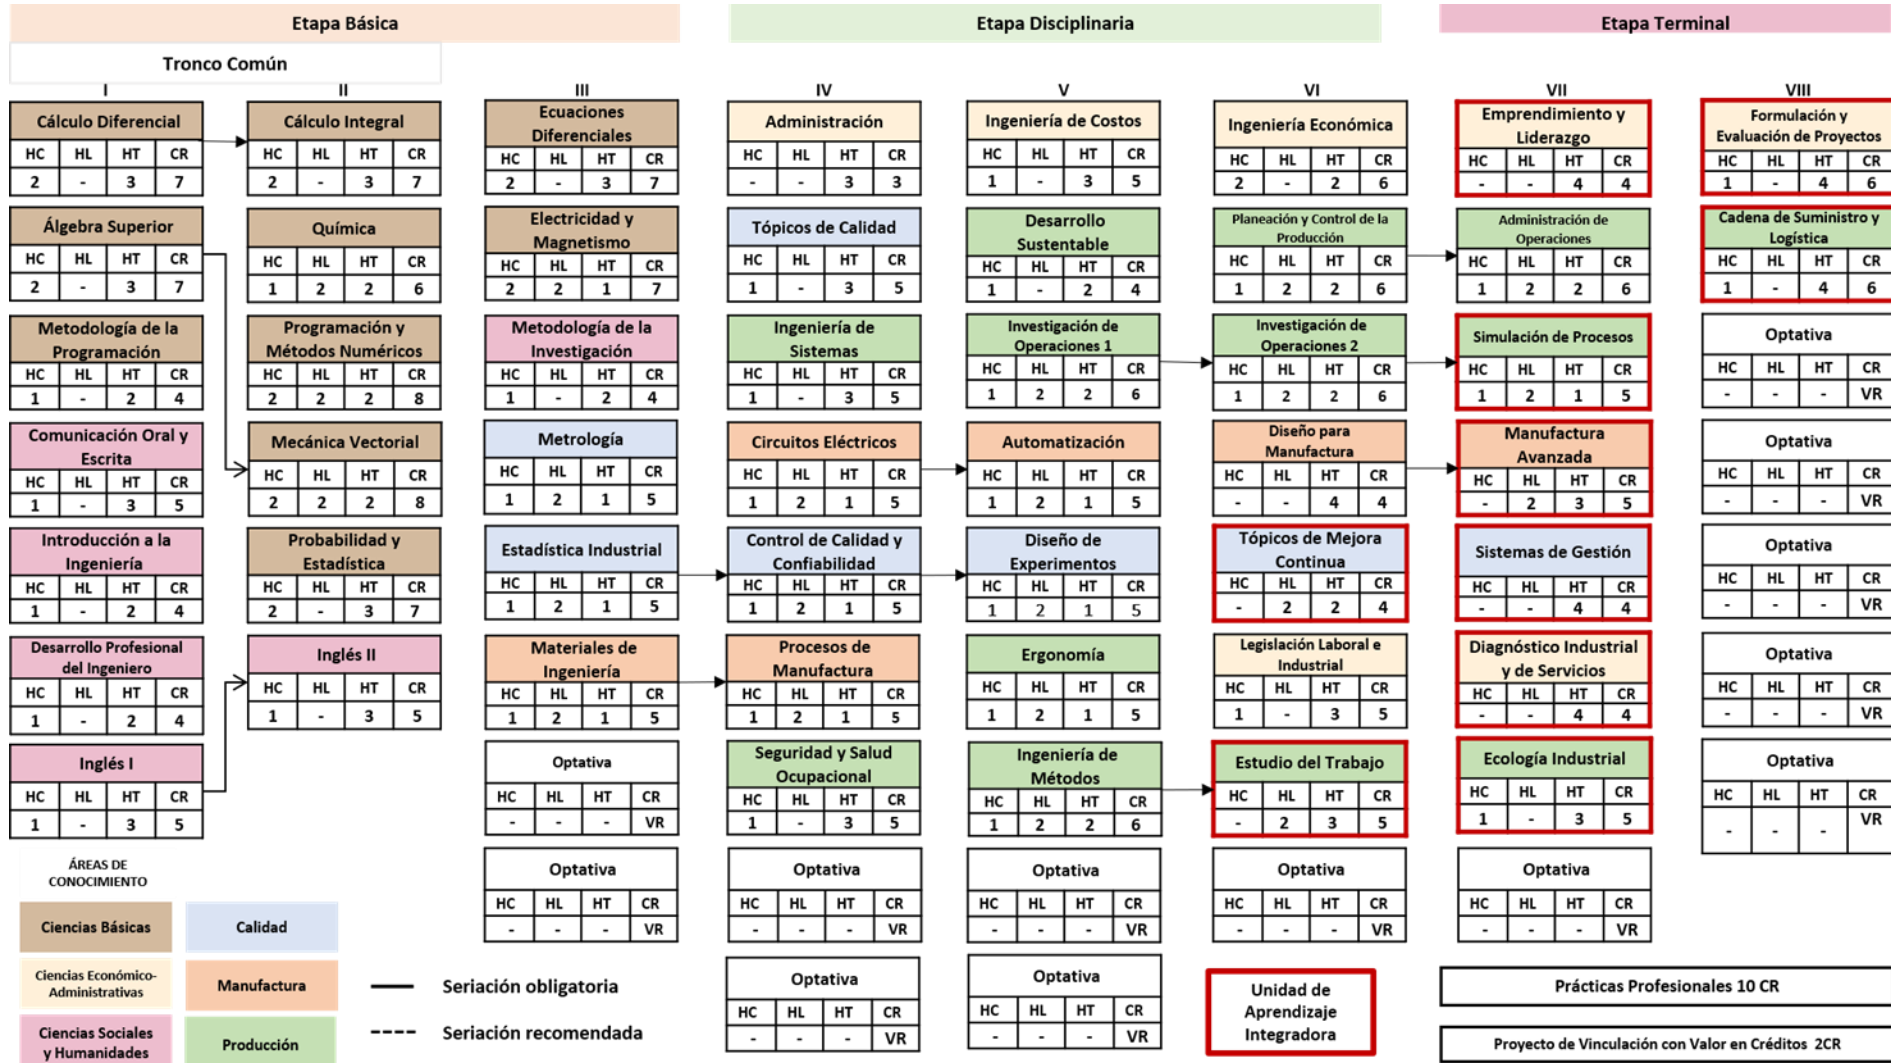 Etapa Básica
Etapa Disciplinaria
Etapa Terminal
Tronco Común
I
Cálculo Diferencial
HC HL HT CR
2 - 3 7
Álgebra Superior
HC HL HT CR
2 - 3 7
Metodología de la
Programación
HC HL HT CR
1 - 2 4
Comunicación Oral y
Escrita
HC HL HT CR
1 - 3 5
Introducción a la
Ingeniería
HC HL HT CR
1 - 2 4
Desarrollo Profesional
del Ingeniero
HC HL HT CR
1 - 2 4
Inglés I
HC HL HT CR
1 - 3 5
II
Cálculo Integral
HC HL HT CR
2 - 3 7
Química
HC HL HT CR
1 2 2 6
Programación y
Métodos Numéricos
HC HL HT CR
2 2 2 8
Mecánica Vectorial
HC HL HT CR
2 2 2 8
Probabilidad y
Estadística
HC HL HT CR
2 - 3 7
Inglés II
HC HL HT CR
1 - 3 5
III
Ecuaciones
Diferenciales
HC HL HT CR
2 - 3 7
Electricidad y
Magnetismo
HC HL HT CR
2 2 1 7
Metodología de la
Investigación
HC HL HT CR
1 - 2 4
Metrología
HC HL HT CR
1 2 1 5
Estadística Industrial
HC HL HT CR
1 2 1 5
Materiales de
Ingeniería
HC HL HT CR
1 2 1 5
Optativa
HC HL HT CR
- - - VR
Optativa
HC HL HT CR
- - - VR
IV
Administración
HC HL HT CR
- - 3 3
Tópicos de Calidad
HC HL HT CR
1 - 3 5
Ingeniería de
Sistemas
HC HL HT CR
1 - 3 5
Circuitos Eléctricos
HC HL HT CR
1 2 1 5
Control de Calidad y
Confiabilidad
HC HL HT CR
1 2 1 5
Procesos de
Manufactura
HC HL HT CR
1 2 1 5
Seguridad y Salud
Ocupacional
HC HL HT CR
1 - 3 5
Optativa
HC HL HT CR
- - - VR
Optativa
HC HL HT CR
- - - VR
V
Ingeniería de Costos
HC HL HT CR
1 - 3 5
Desarrollo
Sustentable
HC HL HT CR
1 - 2 4
Investigación de
Operaciones 1
HC HL HT CR
1 2 2 6
Automatización
HC HL HT CR
1 2 1 5
Diseño de
Experimentos
HC HL HT CR
1 2 1 5
Ergonomía
HC HL HT CR
1 2 1 5
Ingeniería de
Métodos
HC HL HT CR
1 2 2 6
Optativa
HC HL HT CR
- - - VR
Optativa
HC HL HT CR
- - - VR
VI
Ingeniería Económica
HC HL HT CR
2 - 2 6
Planeación y Control de la
Producción
HC HL HT CR
1 2 2 6
Investigación de
Operaciones 2
HC HL HT CR
1 2 2 6
Diseño para
Manufactura
HC HL HT CR
- - 4 4
Tópicos de Mejora
Continua
HC HL HT CR
- 2 2 4
Legislación Laboral e
Industrial
HC HL HT CR
1 - 3 5
Estudio del Trabajo
HC HL HT CR
- 2 3 5
Optativa
HC HL HT CR
- - - VR
VII
Emprendimiento y
Liderazgo
HC HL HT CR
- - 4 4
Administración de
Operaciones
HC HL HT CR
1 2 2 6
Simulación de Procesos
HC HL HT CR
1 2 1 5
Manufactura
Avanzada
HC HL HT CR
- 2 3 5
Sistemas de Gestión
HC HL HT CR
- - 4 4
Diagnóstico Industrial
y de Servicios
HC HL HT CR
- - 4 4
Ecología Industrial
HC HL HT CR
1 - 3 5
Optativa
HC HL HT CR
- - - VR
VIII
Formulación y
Evaluación de Proyectos
HC HL HT CR
1 - 4 6
Cadena de Suministro y
Logística
HC HL HT CR
1 - 4 6
Optativa
HC HL HT CR
- - - VR
Optativa
HC HL HT CR
- - - VR
Optativa
HC HL HT CR
- - - VR
Optativa
HC HL HT CR
- - - VR
Optativa
HC HL HT CR
- - - VR
ÁREAS DE
CONOCIMIENTO
Ciencias Básicas
Calidad
Ciencias Económico-
Administrativas
Manufactura
Ciencias Sociales
y Humanidades
Producción
Seriación obligatoria
Seriación recomendada
Unidad de
Aprendizaje
Integradora
Prácticas Profesionales 10 CR
Proyecto de Vinculación con Valor en Créditos 2CR